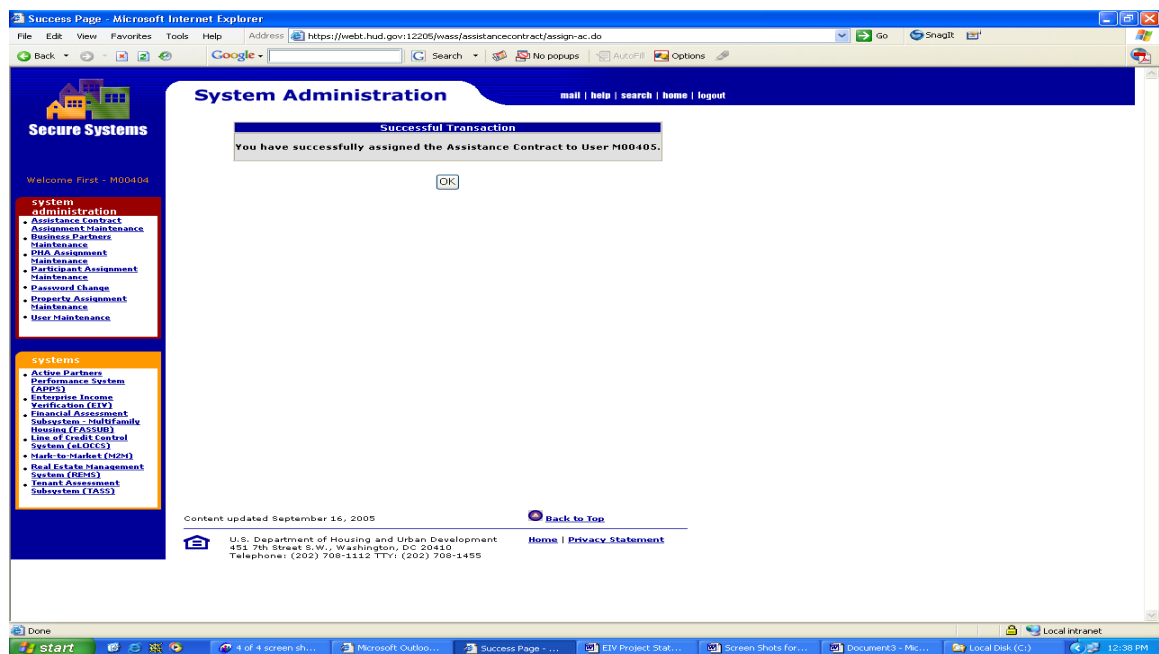 Success Page - Microsoft Internet Explorer
File Edit View Favorites Tools Help Address https://webt.hud.gov:12205/wass/assistancecontract/assign-ac.do Go SnagIt
Back Google Search No popups AutoFill Options
System Administration
mail | help | search | home | logout
Secure Systems
Successful Transaction
You have successfully assigned the Assistance Contract to User M00405.
OK
Welcome First - M00404
system
administration
Assistance Contract
Assignment Maintenance
Business Partners
Maintenance
PHA Assignment
Maintenance
Participant Assignment
Maintenance
Password Change
Property Assignment
Maintenance
User Maintenance
systems
Active Partners
Performance System
(APPS)
Enterprise Income
Verification (EIV)
Financial Assessment
Subsystem - Multifamily
Housing (FASSUB)
Line of Credit Control
System (eLOCCS)
Mark-to-Market (M2M)
Real Estate Management
System (REMS)
Tenant Assessment
Subsystem (TASS)
Content updated September 16, 2005
Back to Top
U.S. Department of Housing and Urban Development
451 7th Street S.W., Washington, DC 20410
Telephone: (202) 708-1112 TTY: (202) 708-1455
Home | Privacy Statement
Done
Local intranet
start 4 of 4 screen sh... Microsoft Outloo... Success Page - ... EIV Project Stat... Screen Shots for... Document3 - Mic... Local Disk (C:) 12:38 PM